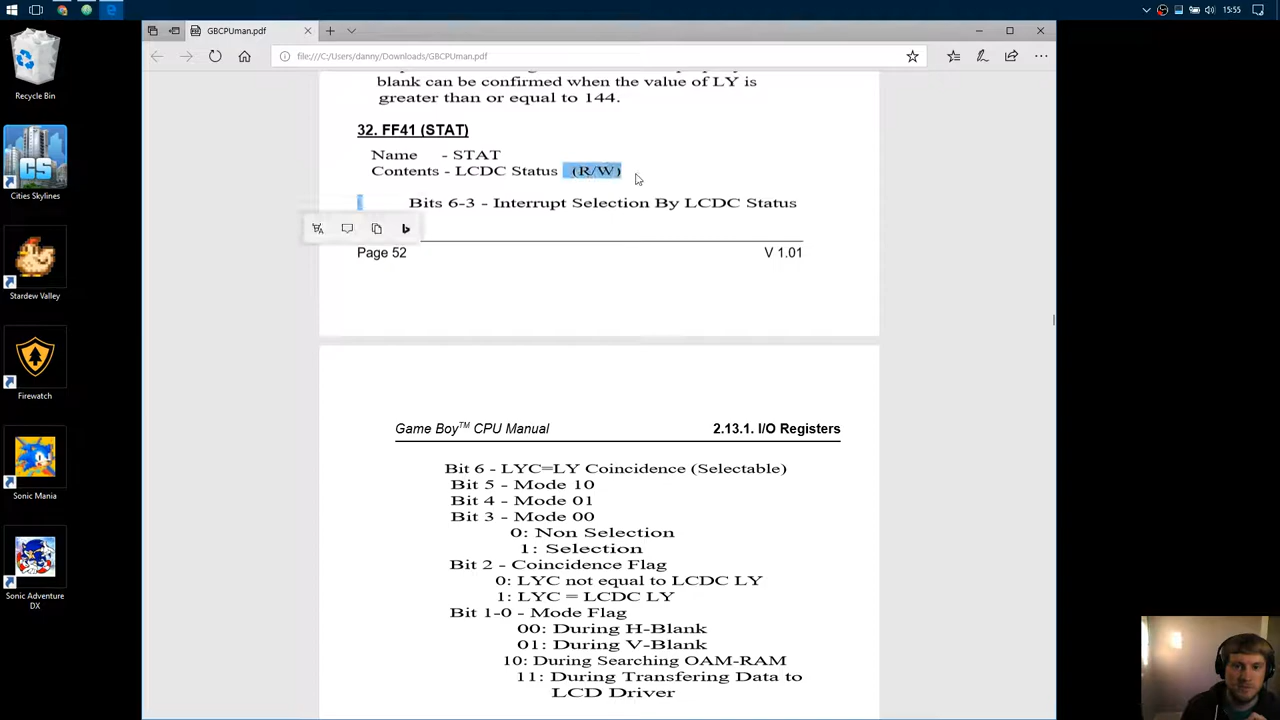 15:55
GBCPUman.pdf
file:///C:/Users/danny/Downloads/GBCPUman.pdf
Recycle Bin
Cities Skylines
Stardew Valley
Firewatch
Sonic Mania
Sonic Adventure
DX
blank can be confirmed when the value of LY is
greater than or equal to 144.
32. FF41 (STAT)
Name - STAT
Contents - LCDC Status (R/W)
Bits 6-3 - Interrupt Selection By LCDC Status
Page 52 V 1.01
Game Boy™ CPU Manual 2.13.1. I/O Registers
Bit 6 - LYC=LY Coincidence (Selectable)
Bit 5 - Mode 10
Bit 4 - Mode 01
Bit 3 - Mode 00
0: Non Selection
1: Selection
Bit 2 - Coincidence Flag
0: LYC not equal to LCDC LY
1: LYC = LCDC LY
Bit 1-0 - Mode Flag
00: During H-Blank
01: During V-Blank
10: During Searching OAM-RAM
11: During Transfering Data to
LCD Driver